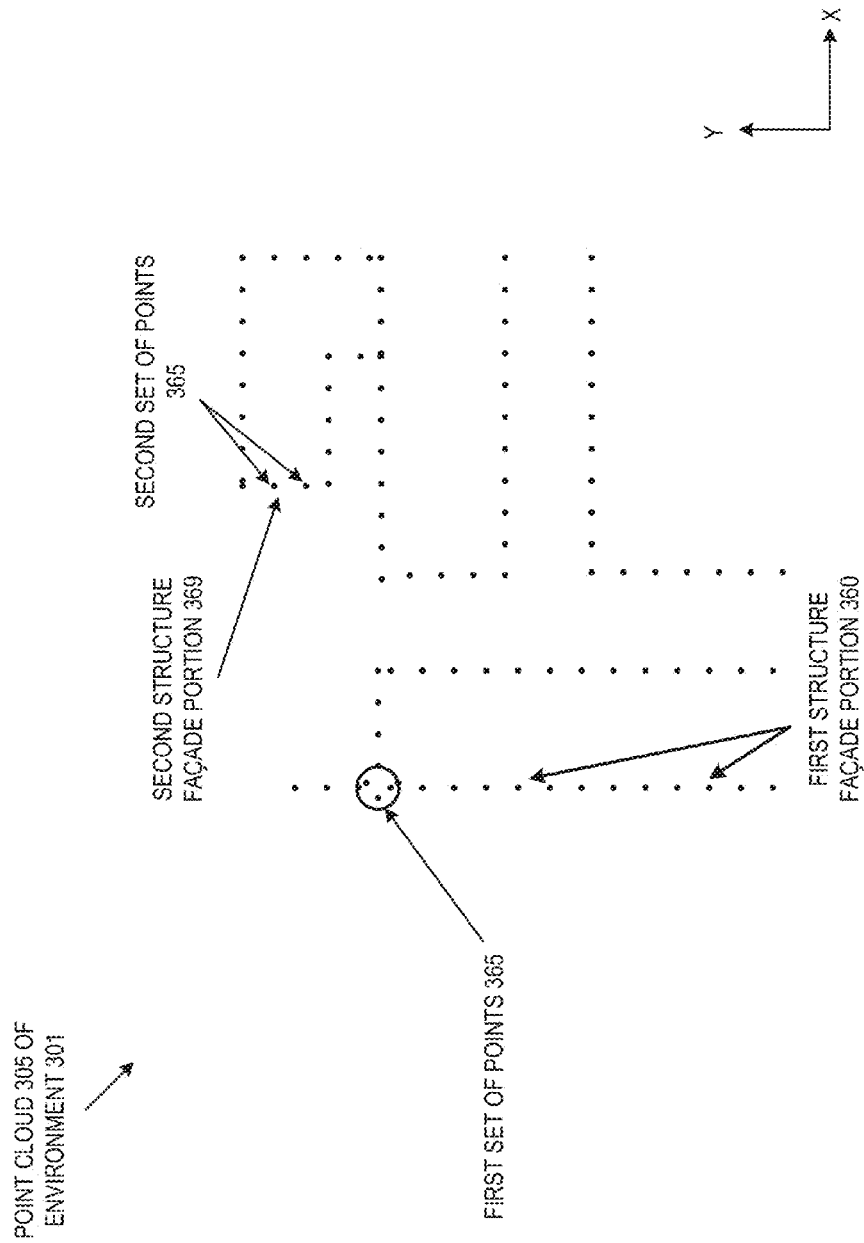 POINT CLOUD 305 OF
ENVIRONMENT 301
FIRST SET OF POINTS 365
SECOND STRUCTURE
FAÇADE PORTION 369
SECOND SET OF POINTS
365
FIRST STRUCTURE
FAÇADE PORTION 360
Y
X